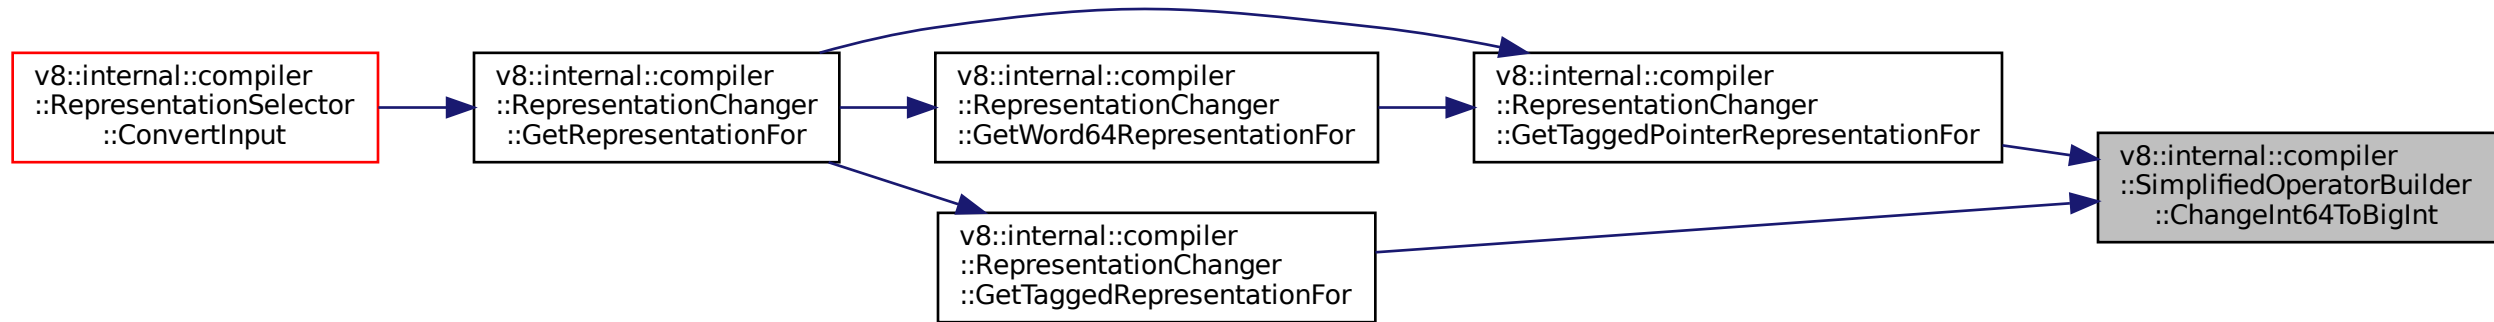 v8::internal::compiler
::RepresentationSelector
::ConvertInput
v8::internal::compiler
::RepresentationChanger
::GetRepresentationFor
v8::internal::compiler
::RepresentationChanger
::GetWord64RepresentationFor
v8::internal::compiler
::RepresentationChanger
::GetTaggedPointerRepresentationFor
v8::internal::compiler
::SimplifiedOperatorBuilder
::ChangeInt64ToBigInt
v8::internal::compiler
::RepresentationChanger
::GetTaggedRepresentationFor